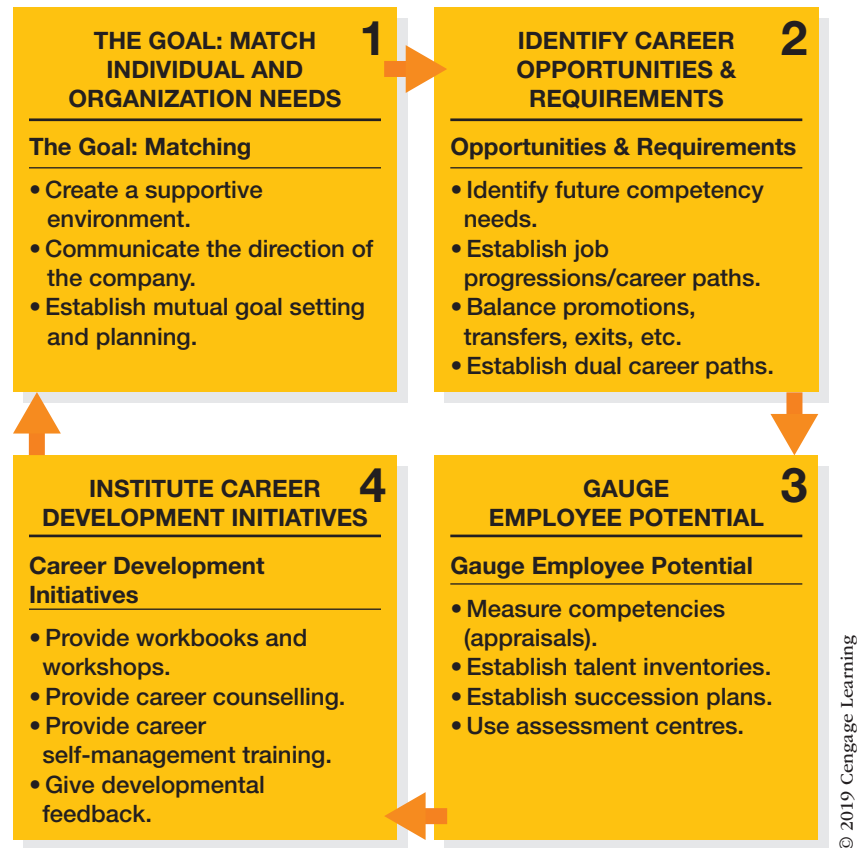 1
THE GOAL: MATCH
INDIVIDUAL AND
ORGANIZATION NEEDS
The Goal: Matching
• Create a supportive
environment.
• Communicate the direction of
the company.
• Establish mutual goal setting
and planning.
2
IDENTIFY CAREER
OPPORTUNITIES &
REQUIREMENTS
Opportunities & Requirements
• Identify future competency
needs.
• Establish job
progressions/career paths.
• Balance promotions,
transfers, exits, etc.
• Establish dual career paths.
3
GAUGE
EMPLOYEE POTENTIAL
Gauge Employee Potential
• Measure competencies
(appraisals).
• Establish talent inventories.
• Establish succession plans.
• Use assessment centres.
4
INSTITUTE CAREER
DEVELOPMENT INITIATIVES
Career Development
Initiatives
• Provide workbooks and
workshops.
• Provide career counselling.
• Provide career
self-management training.
• Give developmental
feedback.
© 2019 Cengage Learning